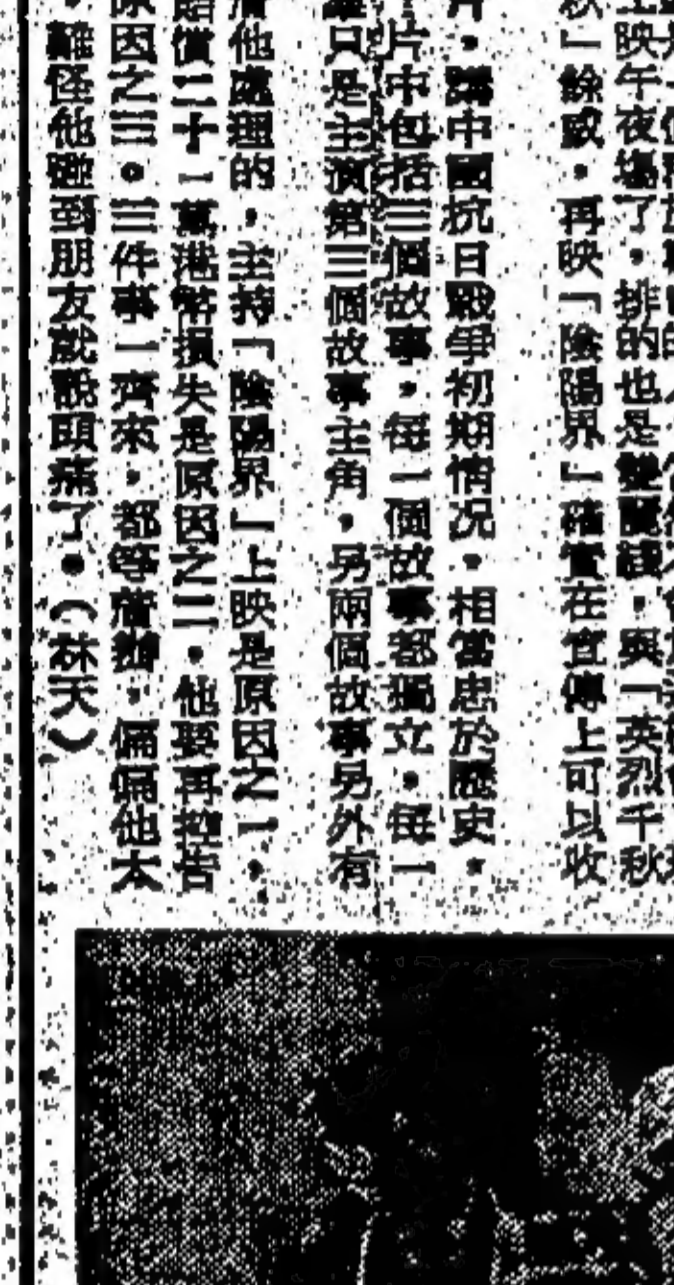 映午夜場了，排的也是雙龍綫，與「英烈千秋
秋」餘威，再映「陰陽界」確實在宣傳上可以收
片，講中國抗日戰爭初期情況，相當忠於歷史，
片中包括三個故事，每一個故事都獨立，每一
只是主演第三個故事主角，另兩個故事另外有
他處理的，主持「陰陽界」上映是原因之一，
賠償二十一萬港幣損失是原因之二，他要再控告
原因之三。三件事一齊來，都等着辦，偏偏他太
，難怪他碰到朋友就說頭痛了。（林天）